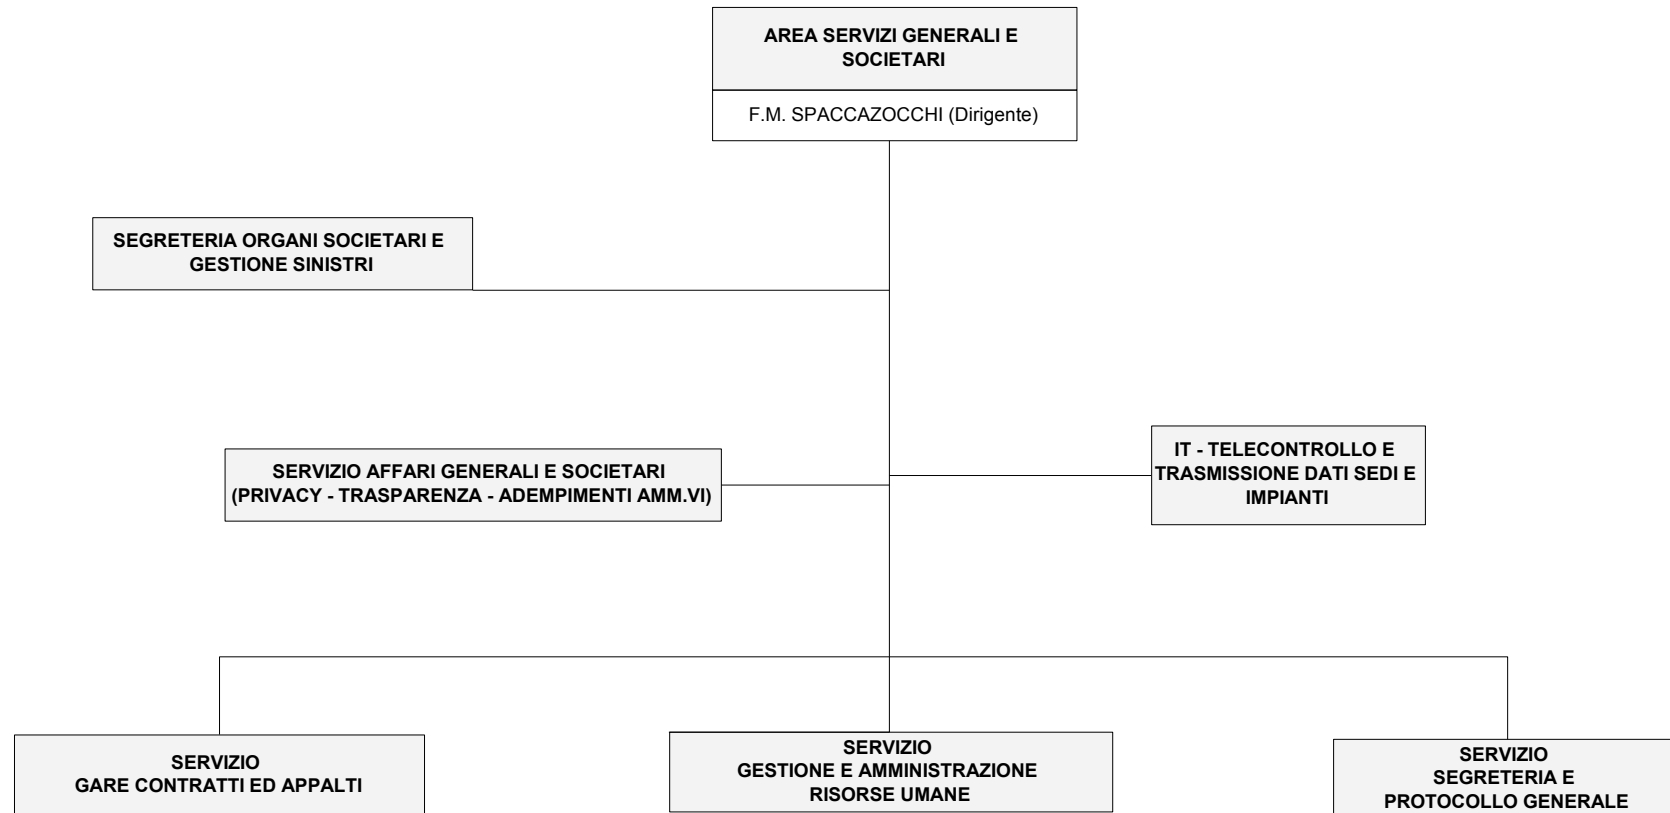 AREA SERVIZI GENERALI E
SOCIETARI
F.M. SPACCAZOCCHI (Dirigente)
SEGRETERIA ORGANI SOCIETARI E
GESTIONE SINISTRI
SERVIZIO AFFARI GENERALI E SOCIETARI
(PRIVACY - TRASPARENZA - ADEMPIMENTI AMM.VI)
IT - TELECONTROLLO E
TRASMISSIONE DATI SEDI E
IMPIANTI
SERVIZIO
GARE CONTRATTI ED APPALTI
SERVIZIO
GESTIONE E AMMINISTRAZIONE
RISORSE UMANE
SERVIZIO
SEGRETERIA E
PROTOCOLLO GENERALE